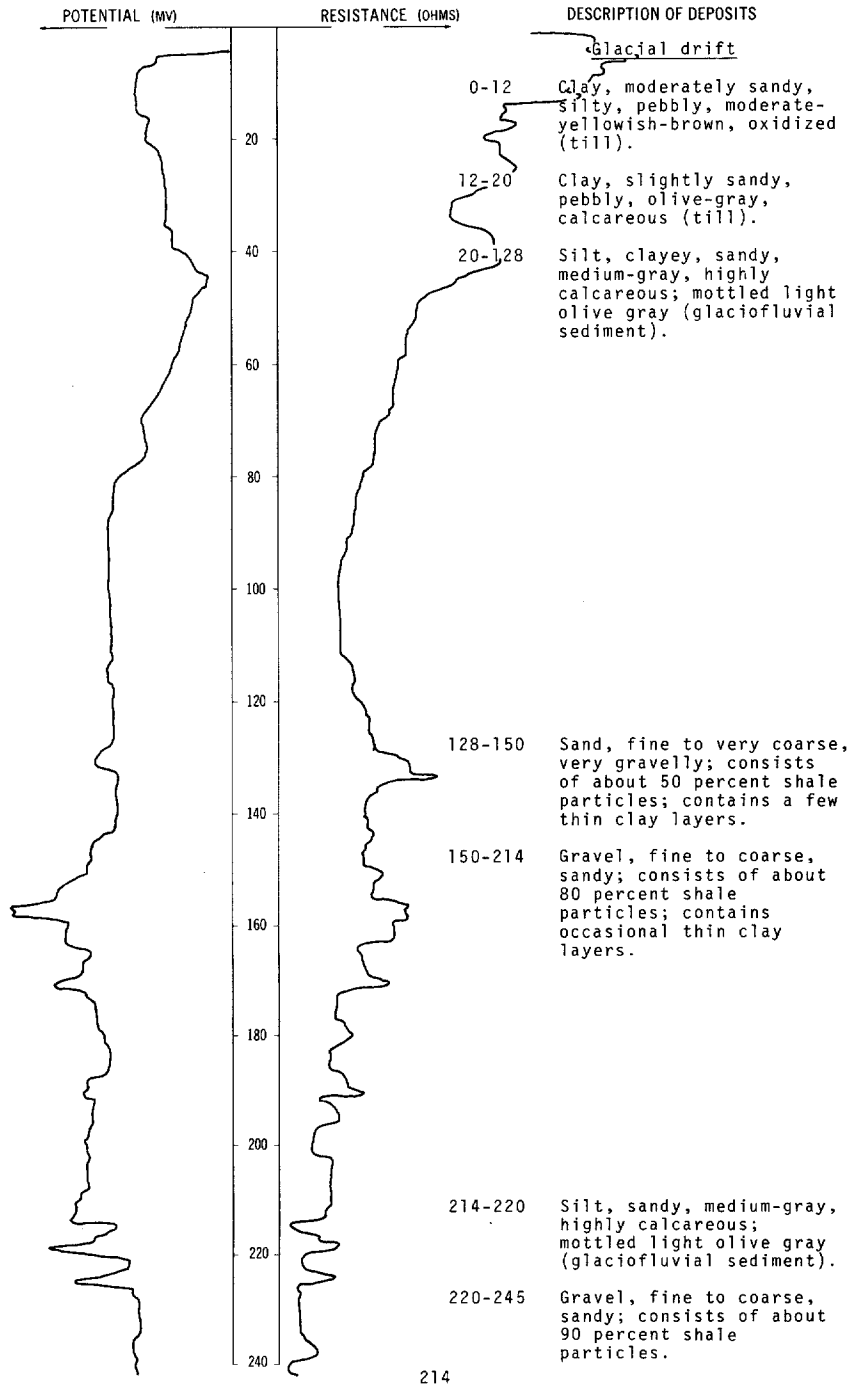 POTENTIAL (MV)
RESISTANCE (OHMS)
DESCRIPTION OF DEPOSITS
Glacial drift
0-12 Clay, moderately sandy,
silty, pebbly, moderate-
yellowish-brown, oxidized
(till).
12-20 Clay, slightly sandy,
pebbly, olive-gray,
calcareous (till).
20-128 Silt, clayey, sandy,
medium-gray, highly
calcareous; mottled light
olive gray (glaciofluvial
sediment).
128-150 Sand, fine to very coarse,
very gravelly; consists
of about 50 percent shale
particles; contains a few
thin clay layers.
150-214 Gravel, fine to coarse,
sandy; consists of about
80 percent shale
particles; contains
occasional thin clay
layers.
214-220 Silt, sandy, medium-gray,
highly calcareous;
mottled light olive gray
(glaciofluvial sediment).
220-245 Gravel, fine to coarse,
sandy; consists of about
90 percent shale
particles.
20
40
60
80
100
120
140
160
180
200
220
240
214